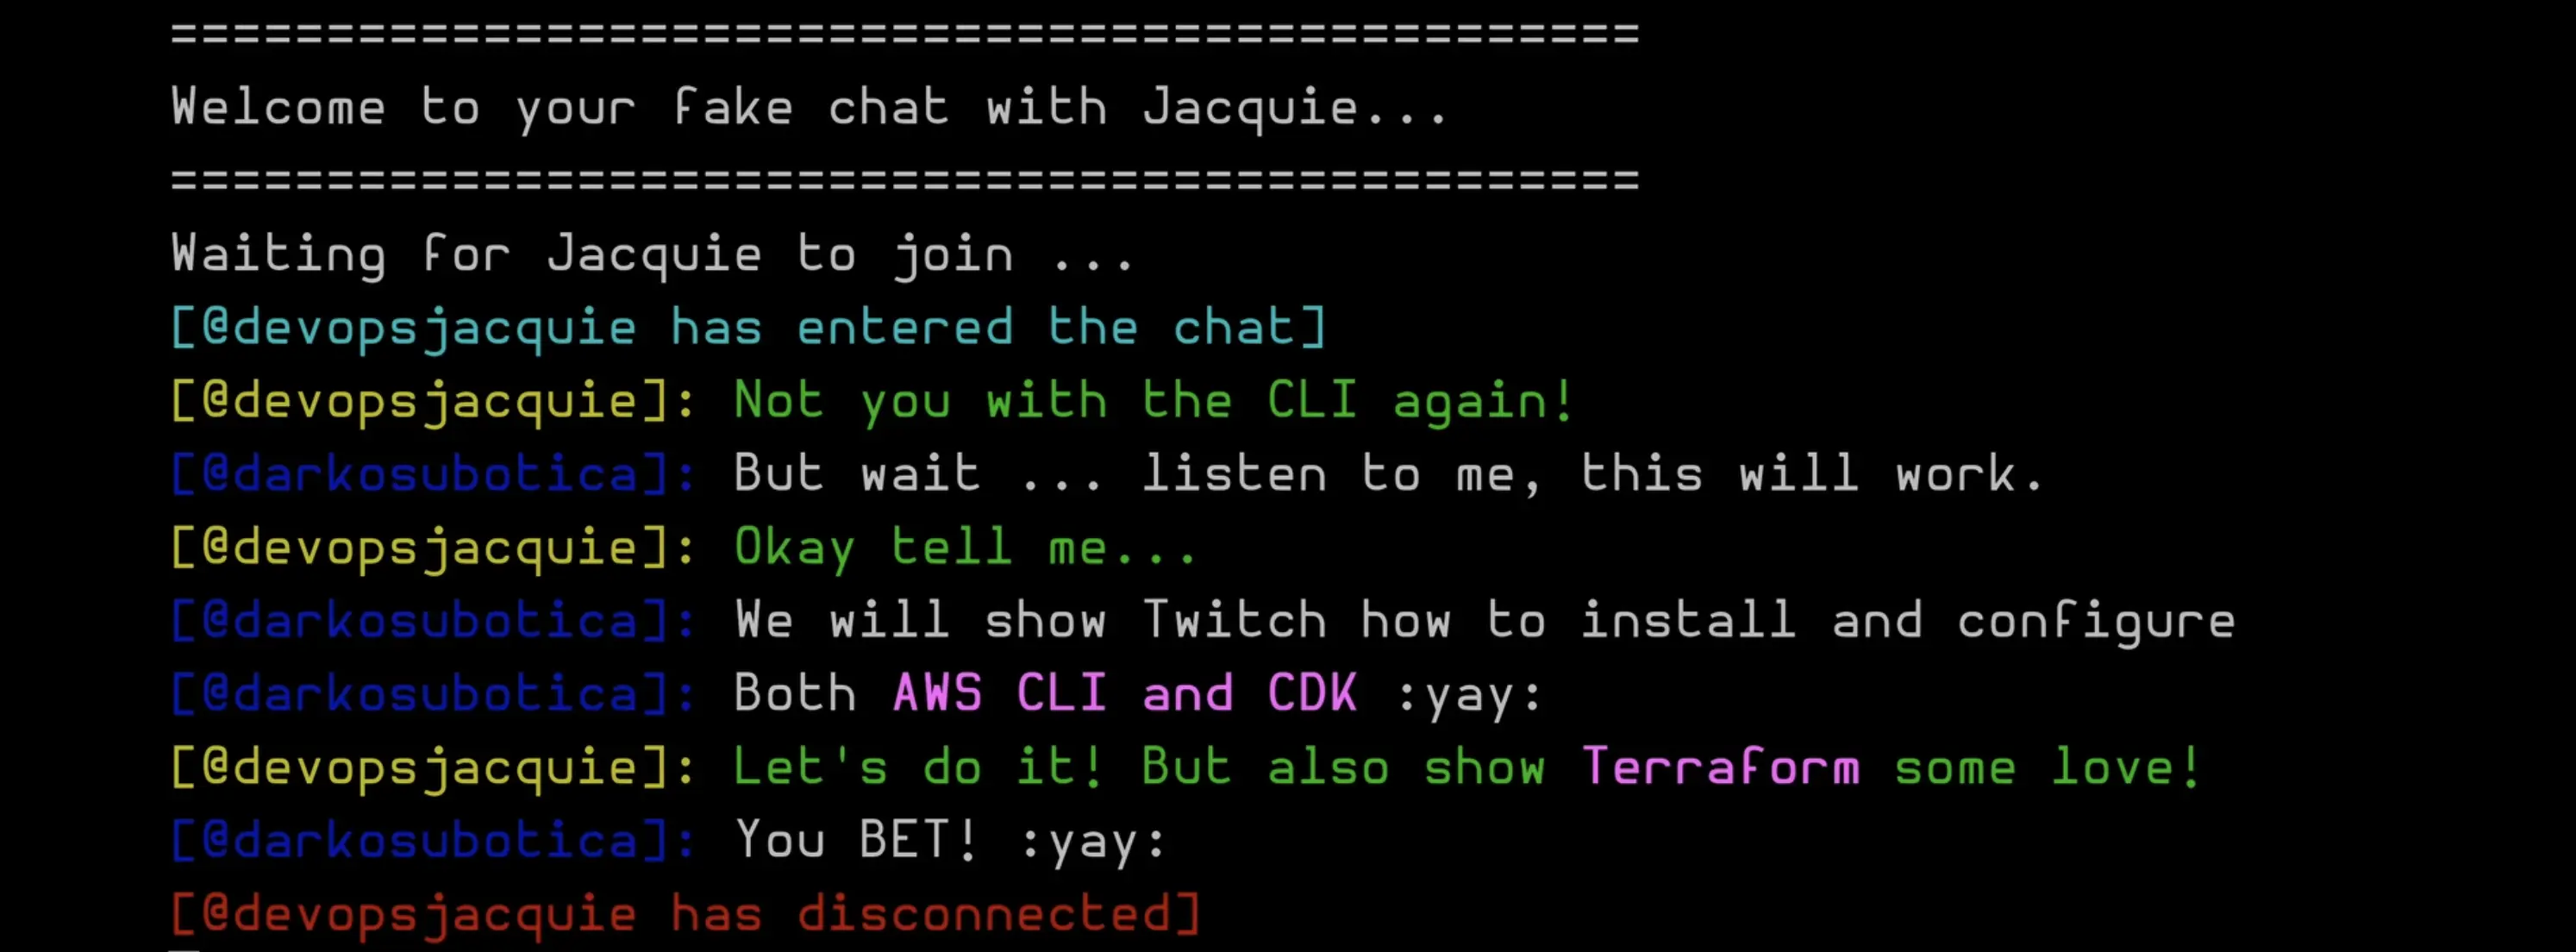 ===============================================
Welcome to your fake chat with Jacquie...
===============================================
Waiting for Jacquie to join ...
[@devopsjacquie has entered the chat]
[@devopsjacquie]: Not you with the CLI again!
[@darkosubotica]: But wait ... listen to me, this will work.
[@devopsjacquie]: Okay tell me...
[@darkosubotica]: We will show Twitch how to install and configure
[@darkosubotica]: Both AWS CLI and CDK :yay:
[@devopsjacquie]: Let's do it! But also show Terraform some love!
[@darkosubotica]: You BET! :yay:
[@devopsjacquie has disconnected]